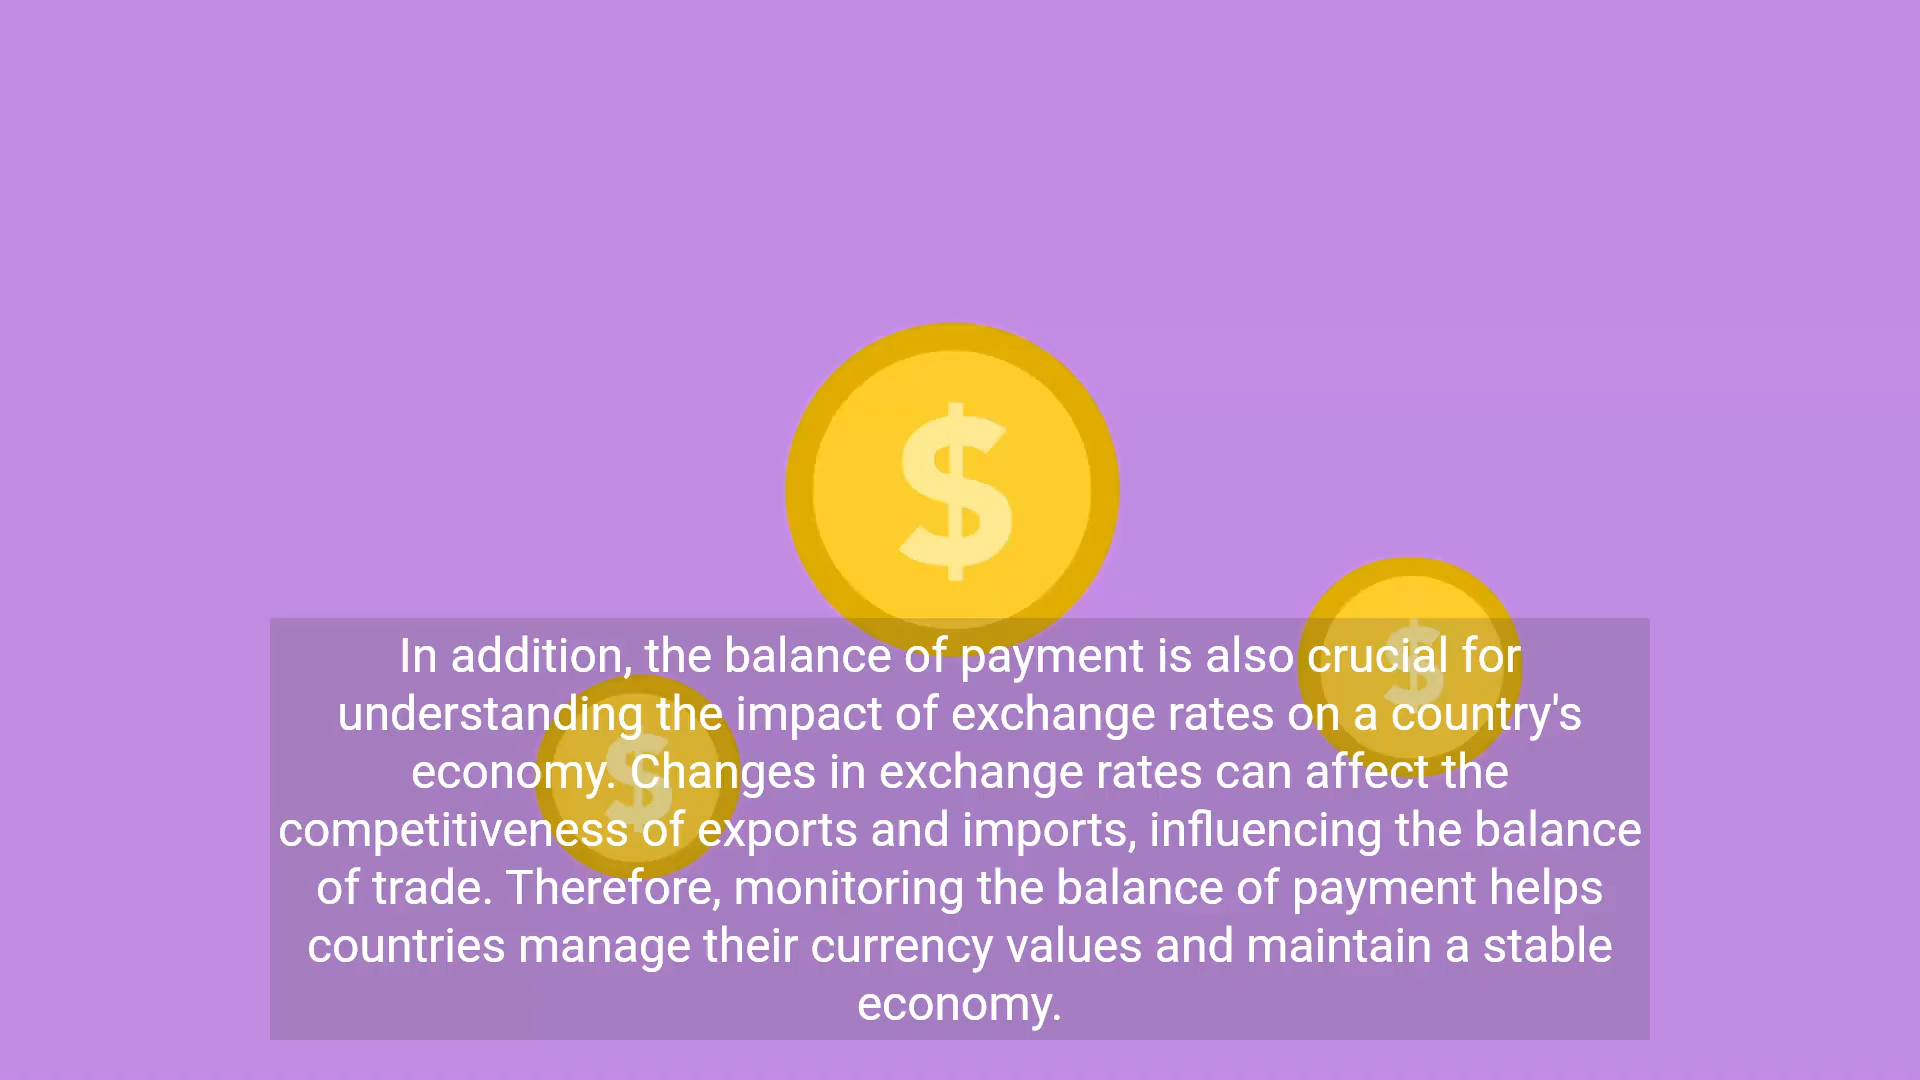 $
$
$
In addition, the balance of payment is also crucial for
understanding the impact of exchange rates on a country's
economy. Changes in exchange rates can affect the
competitiveness of exports and imports, influencing the balance
of trade. Therefore, monitoring the balance of payment helps
countries manage their currency values and maintain a stable
economy.